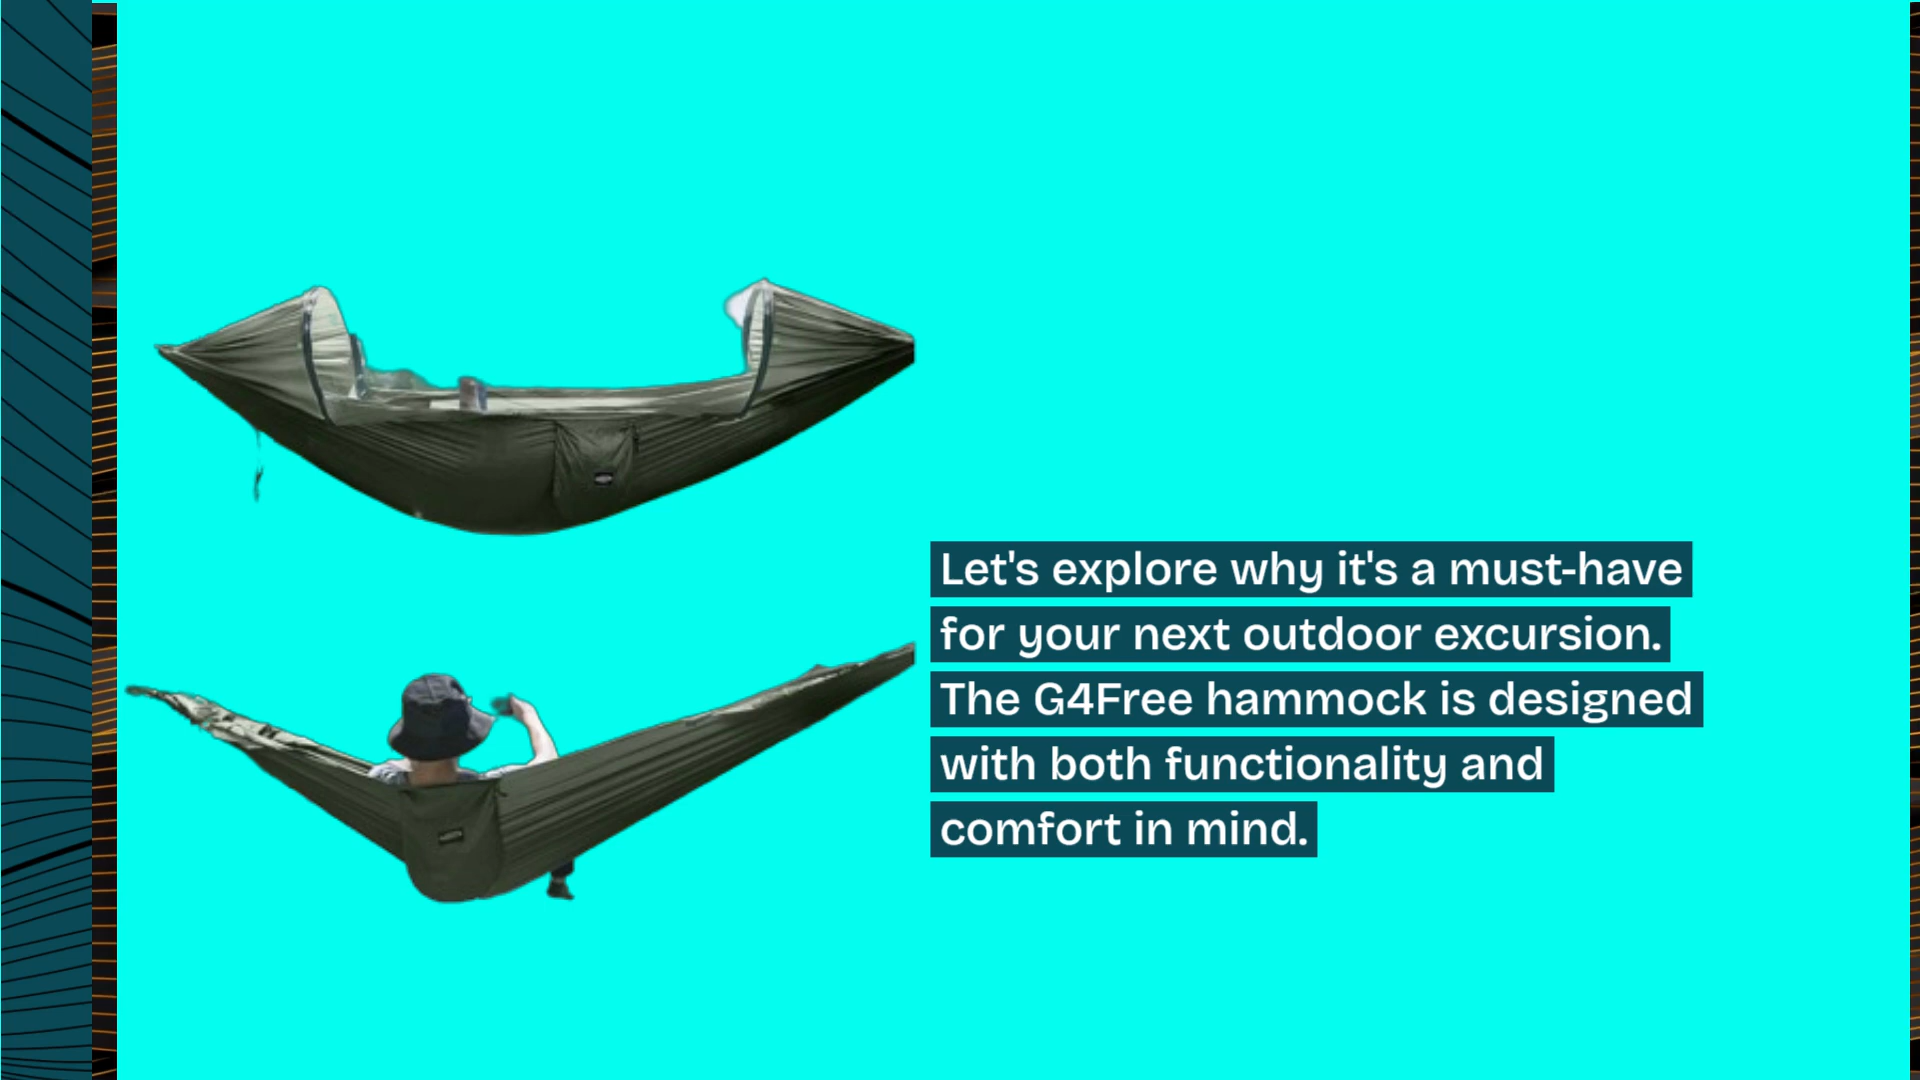 Let's explore why it's a must-have
for your next outdoor excursion.
The G4Free hammock is designed
with both functionality and
comfort in mind.